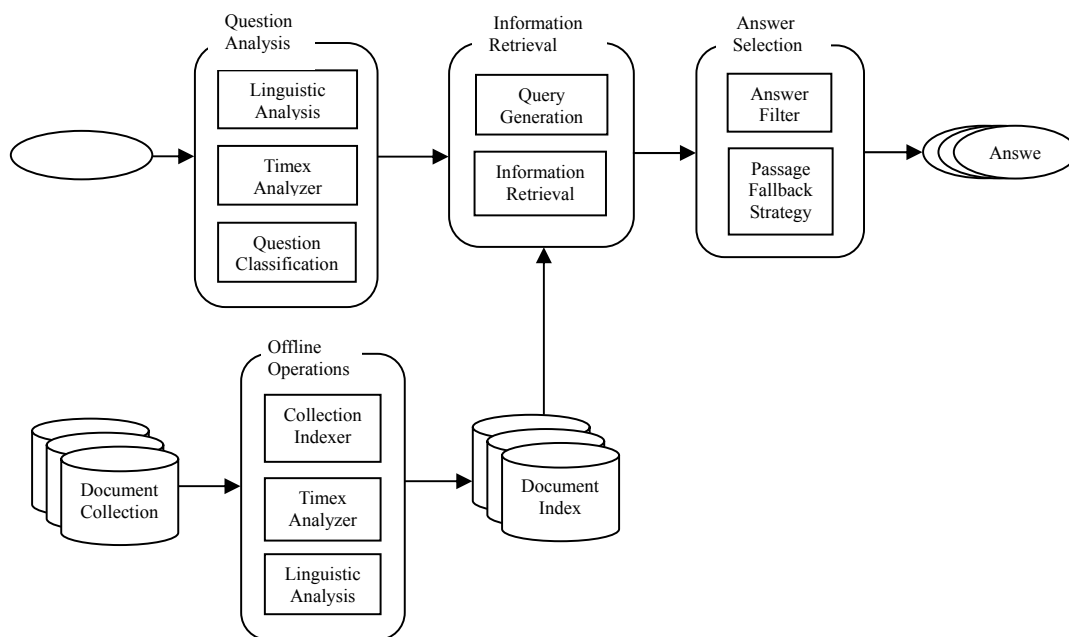 Question
Analysis
Linguistic
Analysis
Timex
Analyzer
Question
Classification
Information
Retrieval
Query
Generation
Information
Retrieval
Answer
Selection
Answer
Filter
Passage
Fallback
Strategy
Answe
Offline
Operations
Collection
Indexer
Timex
Analyzer
Linguistic
Analysis
Document
Collection
Document
Index